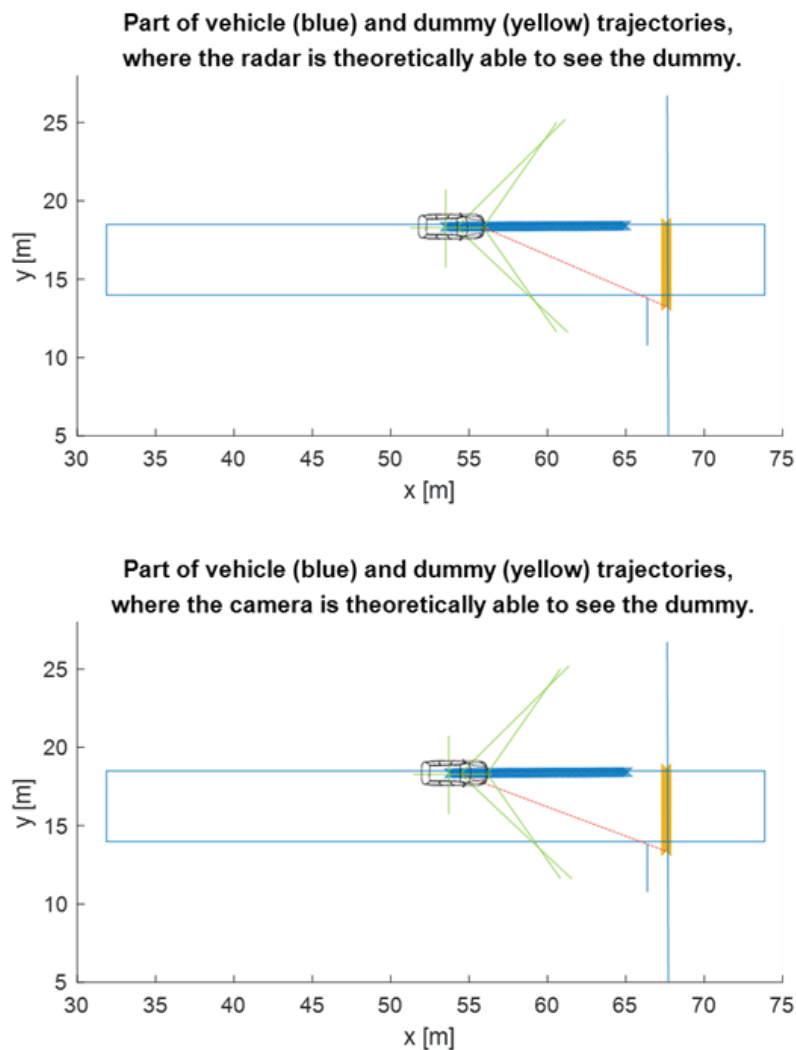 Part of vehicle (blue) and dummy (yellow) trajectories,
where the radar is theoretically able to see the dummy.
25
20
15
10
5
y [m]
30 35 40 45 50 55 60 65 70 75
x [m]
Part of vehicle (blue) and dummy (yellow) trajectories,
where the camera is theoretically able to see the dummy.
25
20
15
10
5
y [m]
30 35 40 45 50 55 60 65 70 75
x [m]